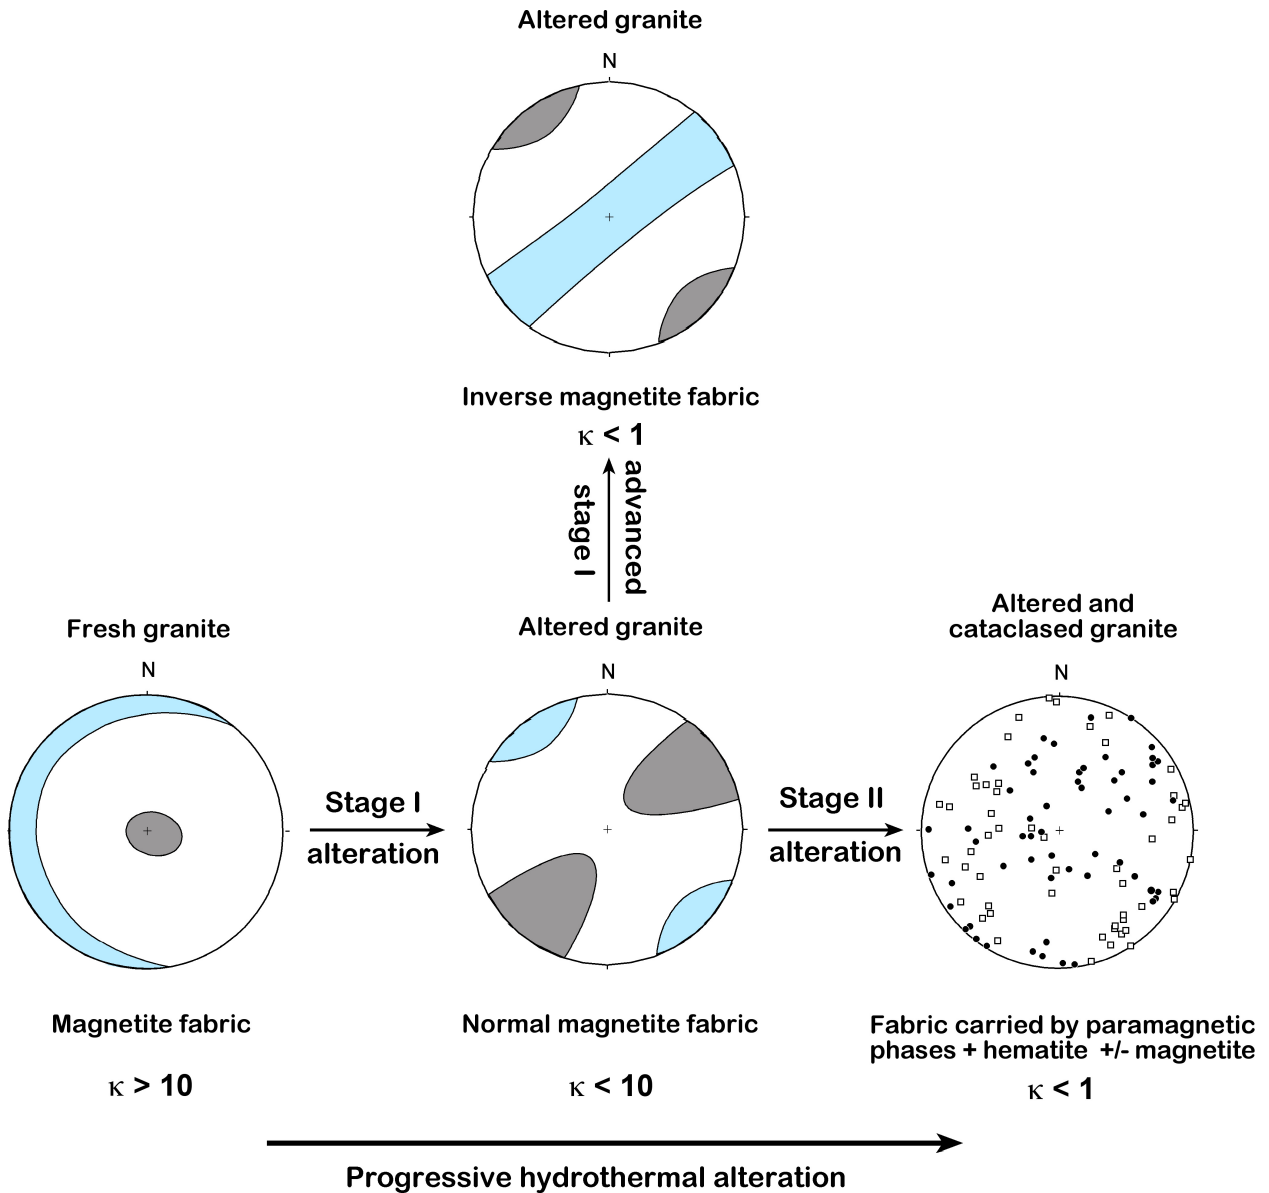 Altered granite
N
Inverse magnetite fabric
κ < 1
advanced
stage I
Fresh granite
N
Magnetite fabric
κ > 10
Stage I
alteration
Altered granite
N
Normal magnetite fabric
κ < 10
Stage II
alteration
Altered and
cataclased granite
N
Fabric carried by paramagnetic
phases + hematite +/- magnetite
κ < 1
Progressive hydrothermal alteration